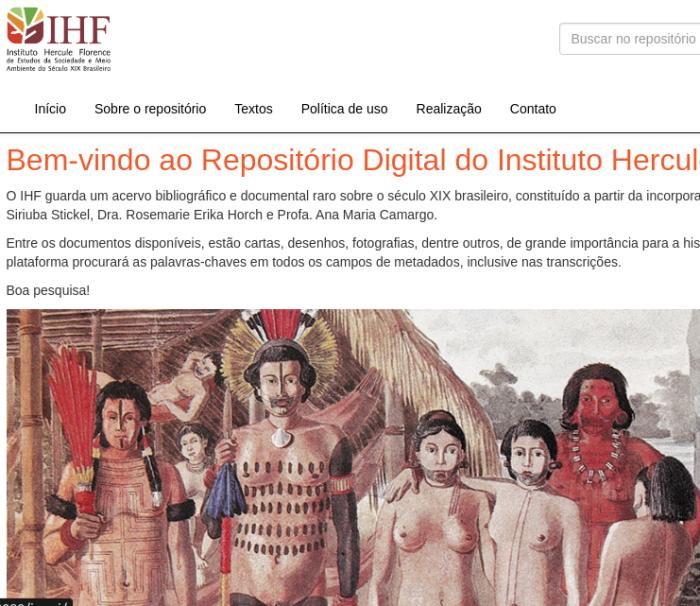 IHF
Instituto Hercule Florence
de Estudos da Sociedade e Meio
Ambiente do Século XIX Brasileiro
Buscar no repositório
Início Sobre o repositório Textos Política de uso Realização Contato
Bem-vindo ao Repositório Digital do Instituto Hercul
O IHF guarda um acervo bibliográfico e documental raro sobre o século XIX brasileiro, constituído a partir da incorpora
Siriuba Stickel, Dra. Rosemarie Erika Horch e Profa. Ana Maria Camargo.
Entre os documentos disponíveis, estão cartas, desenhos, fotografias, dentre outros, de grande importância para a his
plataforma procurará as palavras-chaves em todos os campos de metadados, inclusive nas transcrições.
Boa pesquisa!